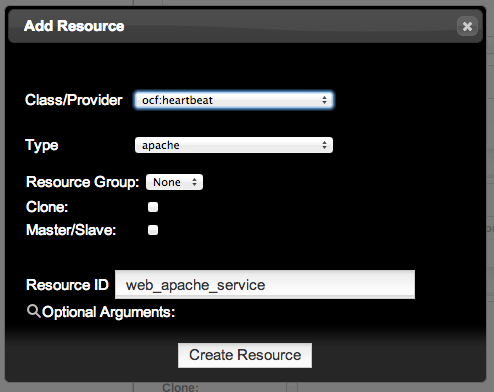 Add Resource
Class/Provider ocf:heartbeat
Type apache
Resource Group: None
Clone:
Master/Slave:
Resource ID web_apache_service
Optional Arguments:
Create Resource
Clone: